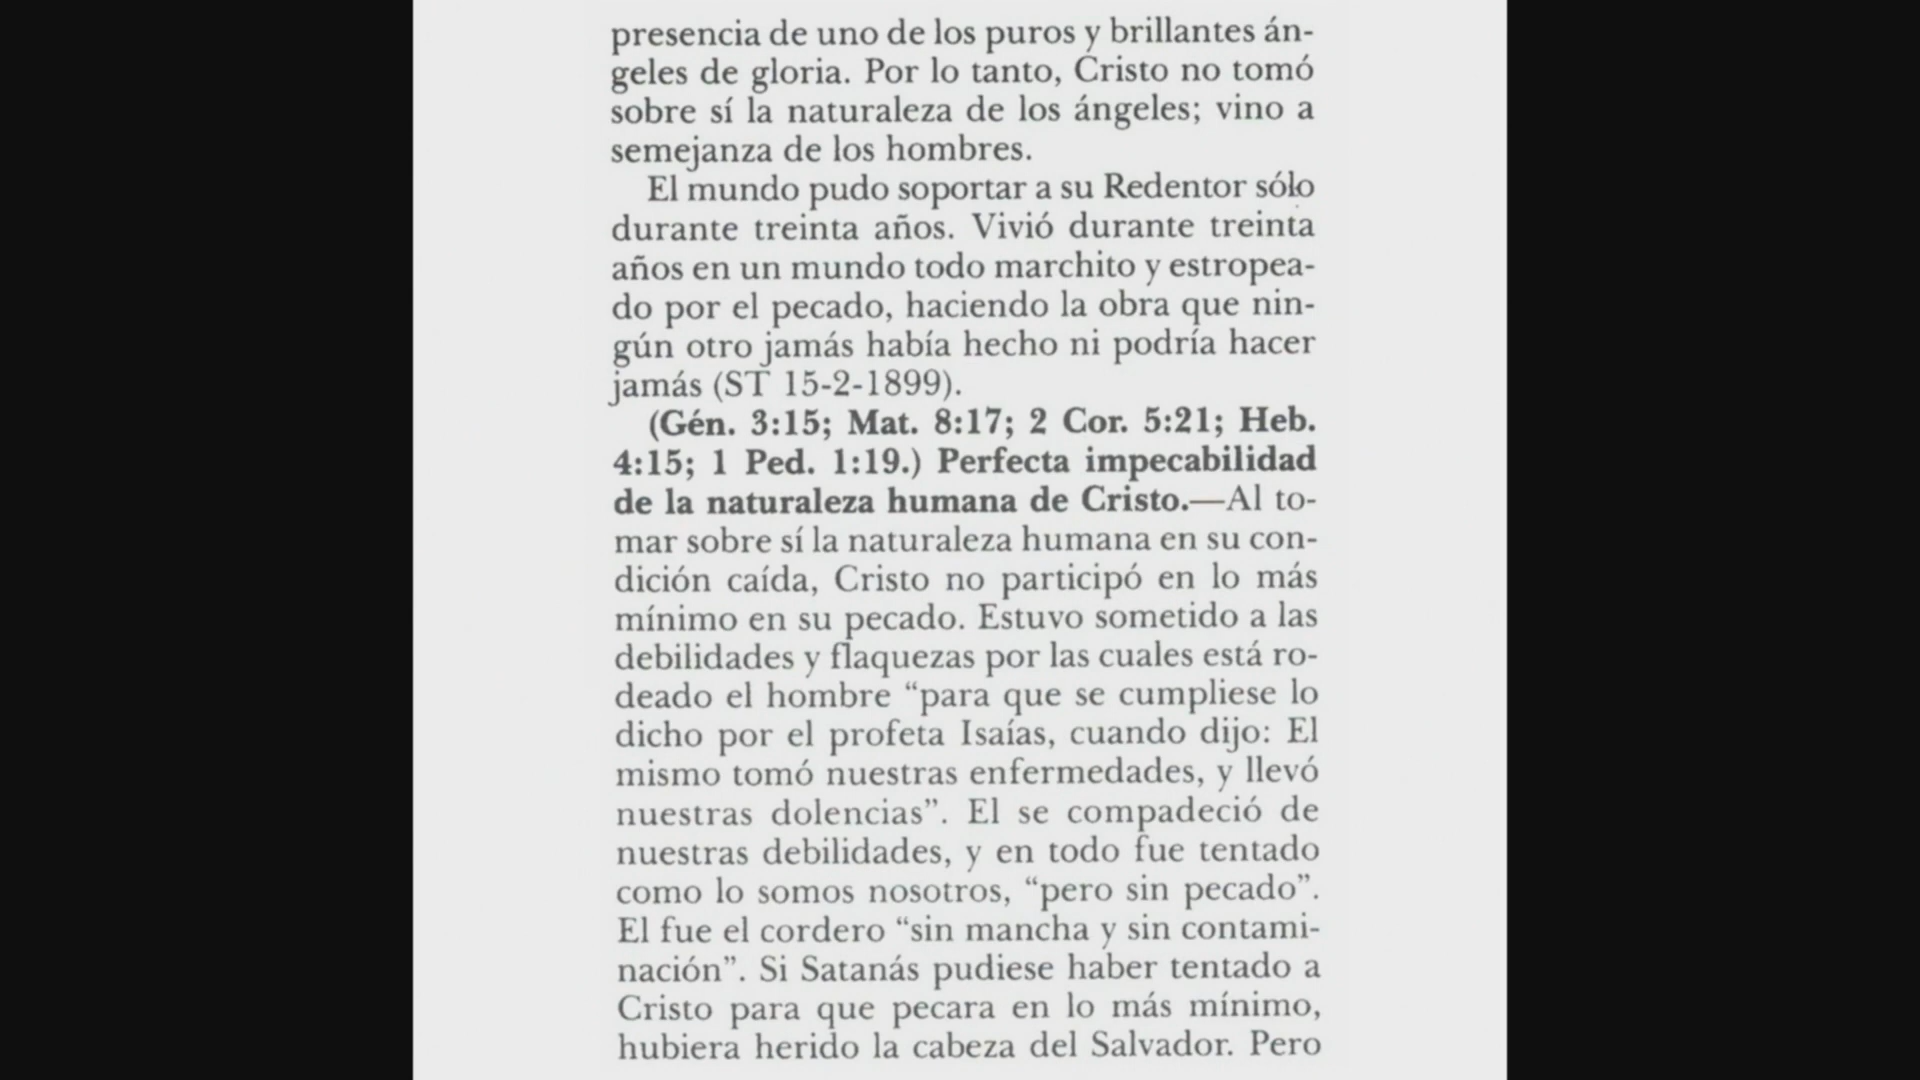 presencia de uno de los puros y brillantes án-
geles de gloria. Por lo tanto, Cristo no tomó
sobre sí la naturaleza de los ángeles; vino a
semejanza de los hombres.
El mundo pudo soportar a su Redentor sólo
durante treinta años. Vivió durante treinta
años en un mundo todo marchito y estropea-
do por el pecado, haciendo la obra que nin-
gún otro jamás había hecho ni podría hacer
jamás (ST 15-2-1899).
(Gén. 3:15; Mat. 8:17; 2 Cor. 5:21; Heb.
4:15; 1 Ped. 1:19.) Perfecta impecabilidad
de la naturaleza humana de Cristo.—Al to-
mar sobre sí la naturaleza humana en su con-
dición caída, Cristo no participó en lo más
mínimo en su pecado. Estuvo sometido a las
debilidades y flaquezas por las cuales está ro-
deado el hombre “para que se cumpliese lo
dicho por el profeta Isaías, cuando dijo: El
mismo tomó nuestras enfermedades, y llevó
nuestras dolencias”. El se compadeció de
nuestras debilidades, y en todo fue tentado
como lo somos nosotros, “pero sin pecado”.
El fue el cordero “sin mancha y sin contami-
nación”. Si Satanás pudiese haber tentado a
Cristo para que pecara en lo más mínimo,
hubiera herido la cabeza del Salvador. Pero